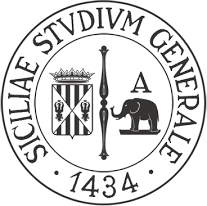 SICILIAE STVDIVM GENERALE
· 1434 ·
A